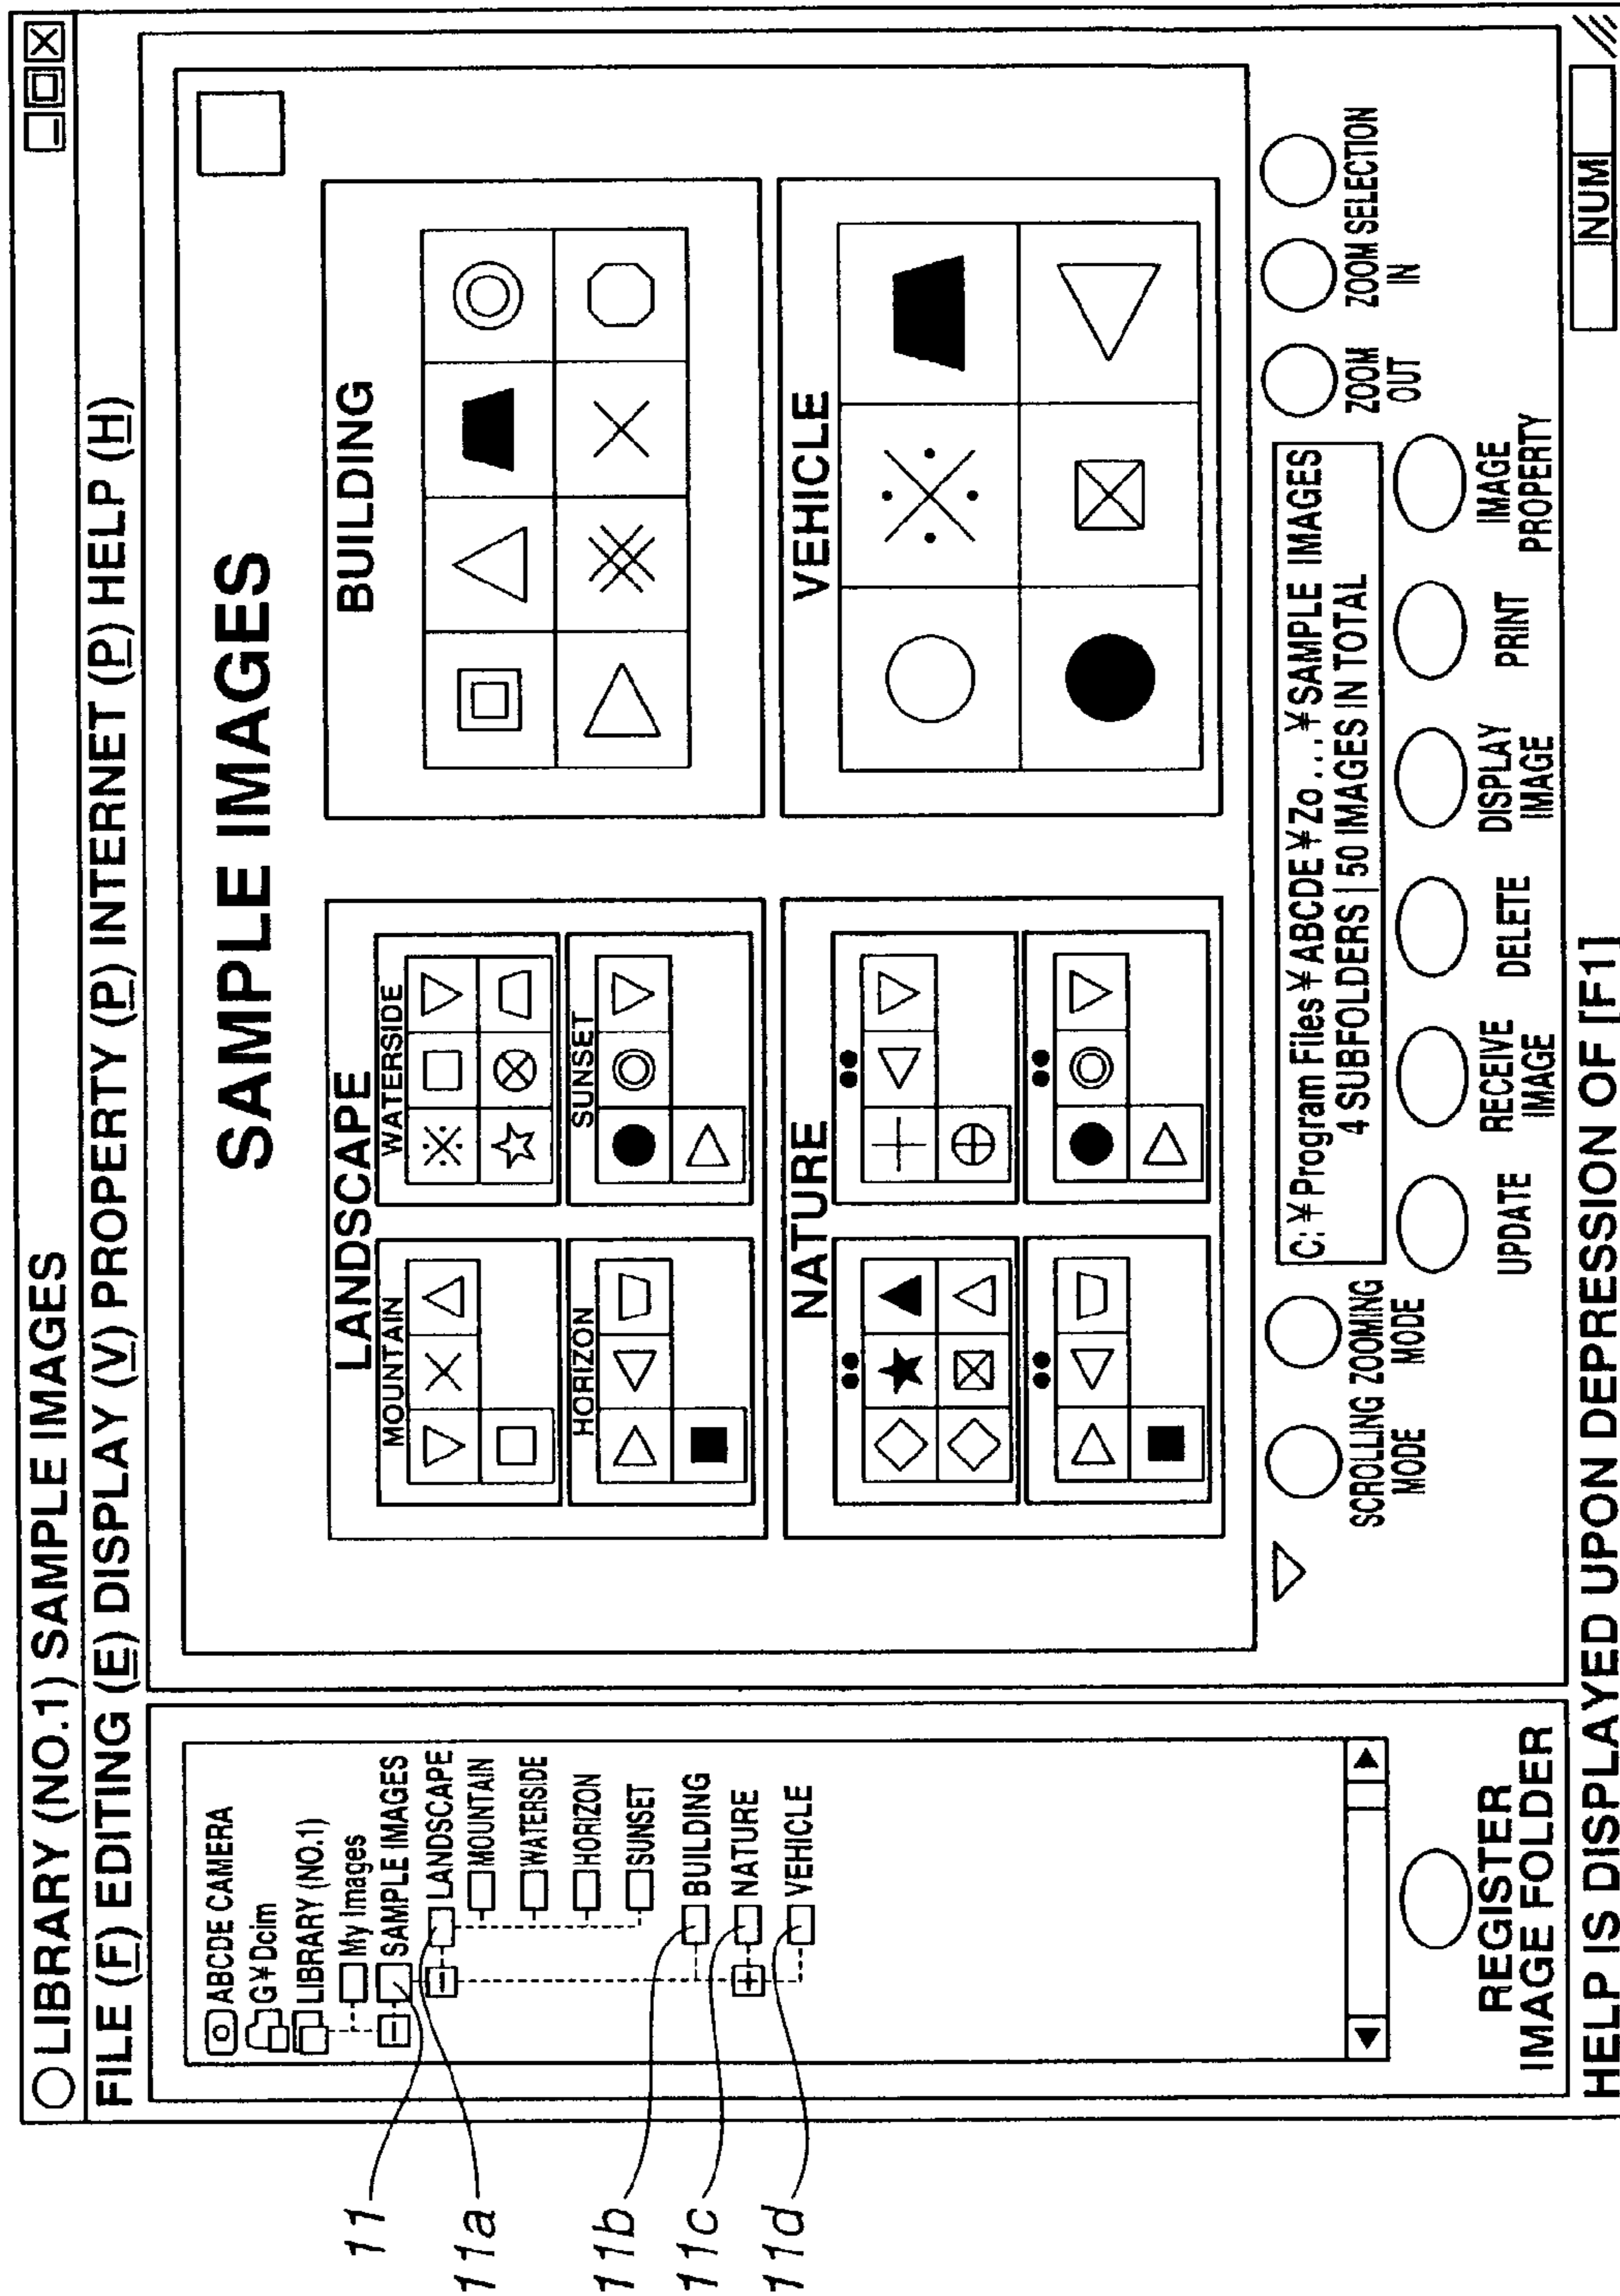 ○ LIBRARY (NO.1) SAMPLE IMAGES
FILE (F) EDITING (E) DISPLAY (V) PROPERTY (P) INTERNET (P) HELP (H)
ABCDE CAMERA
G¥Dcim
LIBRARY (NO.1)
My Images
SAMPLE IMAGES
LANDSCAPE
MOUNTAIN
WATERSIDE
HORIZON
SUNSET
BUILDING
NATURE
VEHICLE
11
11a
11b
11c
11d
REGISTER
IMAGE FOLDER
SAMPLE IMAGES
LANDSCAPE
MOUNTAIN
WATERSIDE
HORIZON
SUNSET
BUILDING
NATURE
VEHICLE
SCROLLING MODE
ZOOMING MODE
C:¥Program Files¥ABCDE¥Zo...¥SAMPLE IMAGES
4 SUBFOLDERS | 50 IMAGES IN TOTAL
ZOOM OUT
ZOOM IN
SELECTION
UPDATE
RECEIVE IMAGE
DELETE
DISPLAY IMAGE
PRINT
IMAGE PROPERTY
HELP IS DISPLAYED UPON DEPRESSION OF [F1]
NUM